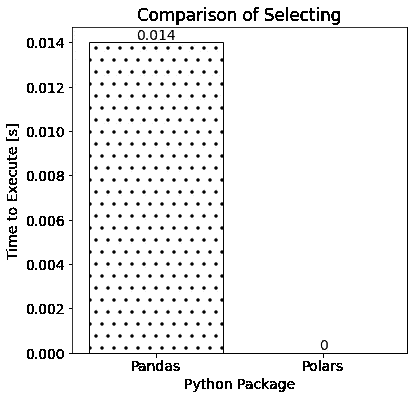 Comparison of Selecting
0.014
0.014
0.012
0.010
0.008
0.006
0.004
0.002
0.000
0
Time to Execute [s]
Pandas
Polars
Python Package